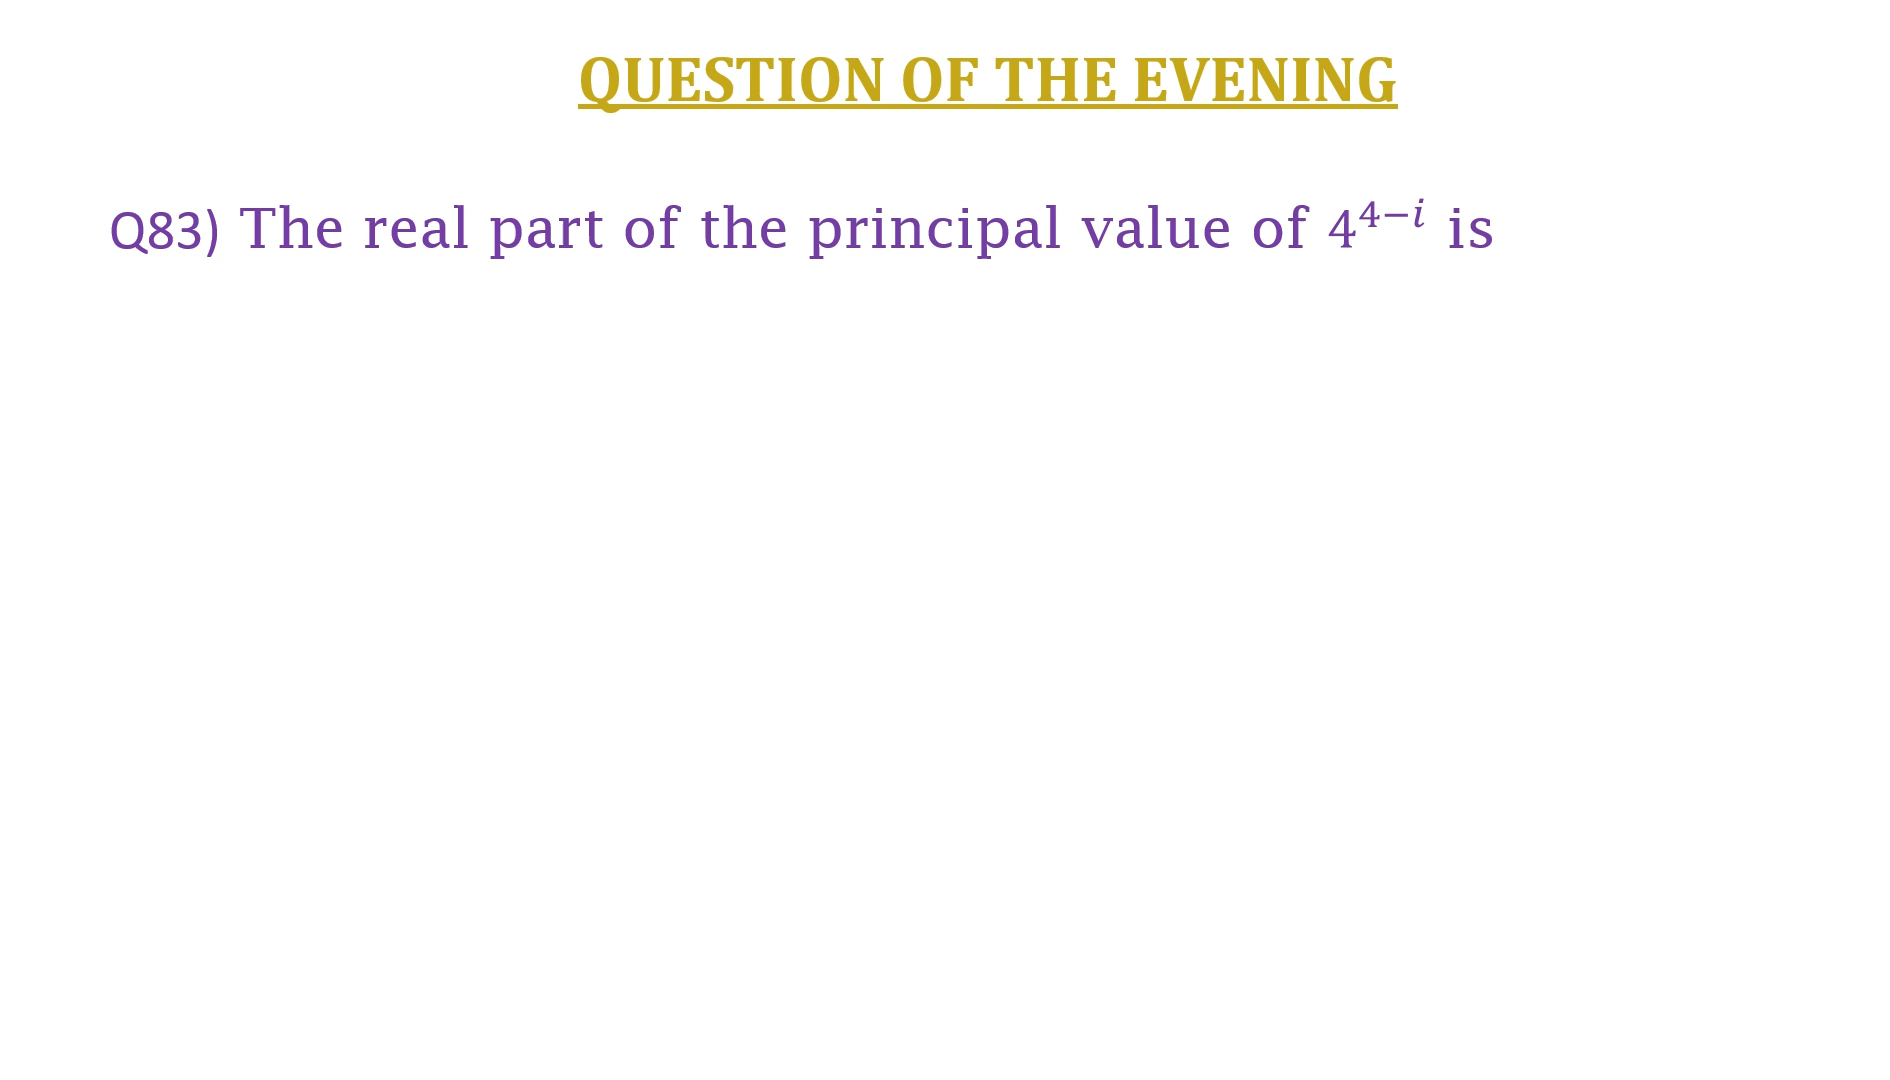 QUESTION OF THE EVENING
Q83) The real part of the principal value of 4^{4−i} is